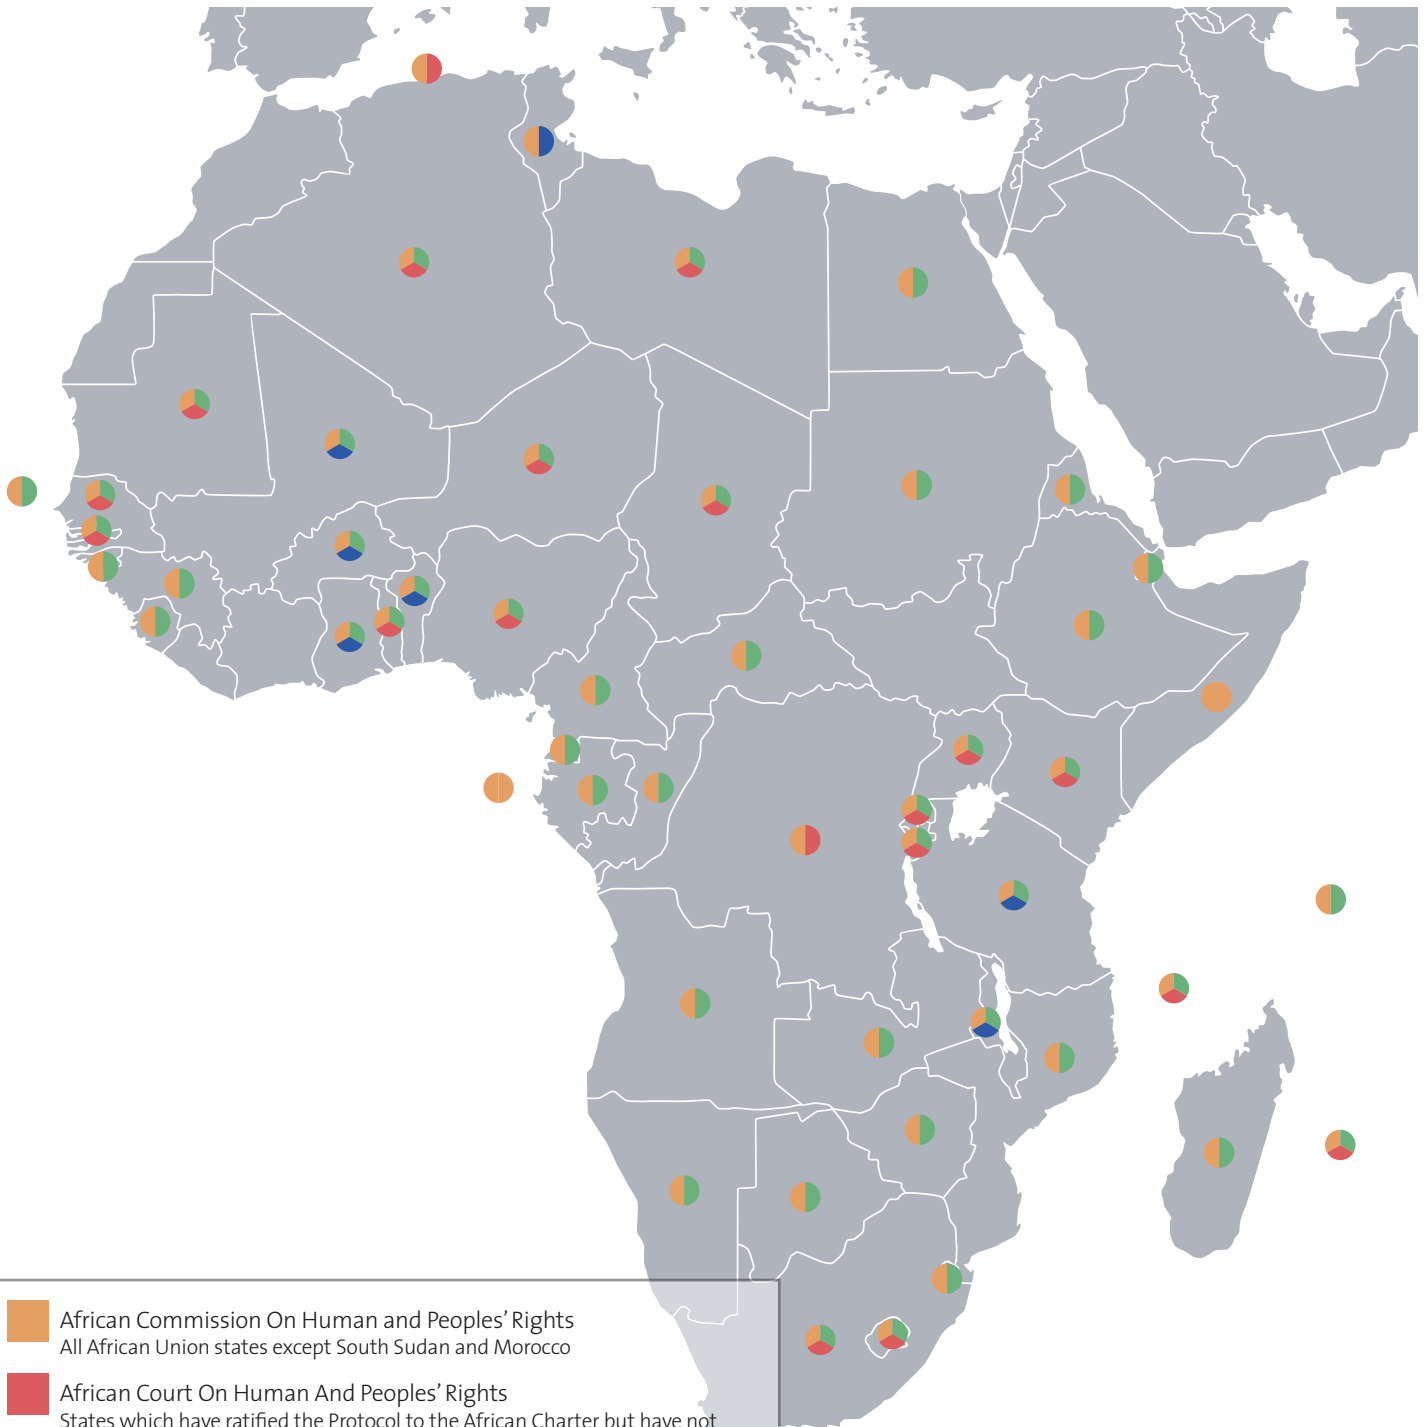 African Commission On Human and Peoples’ Rights
All African Union states except South Sudan and Morocco
African Court On Human And Peoples’ Rights
States which have ratified the Protocol to the African Charter but have not